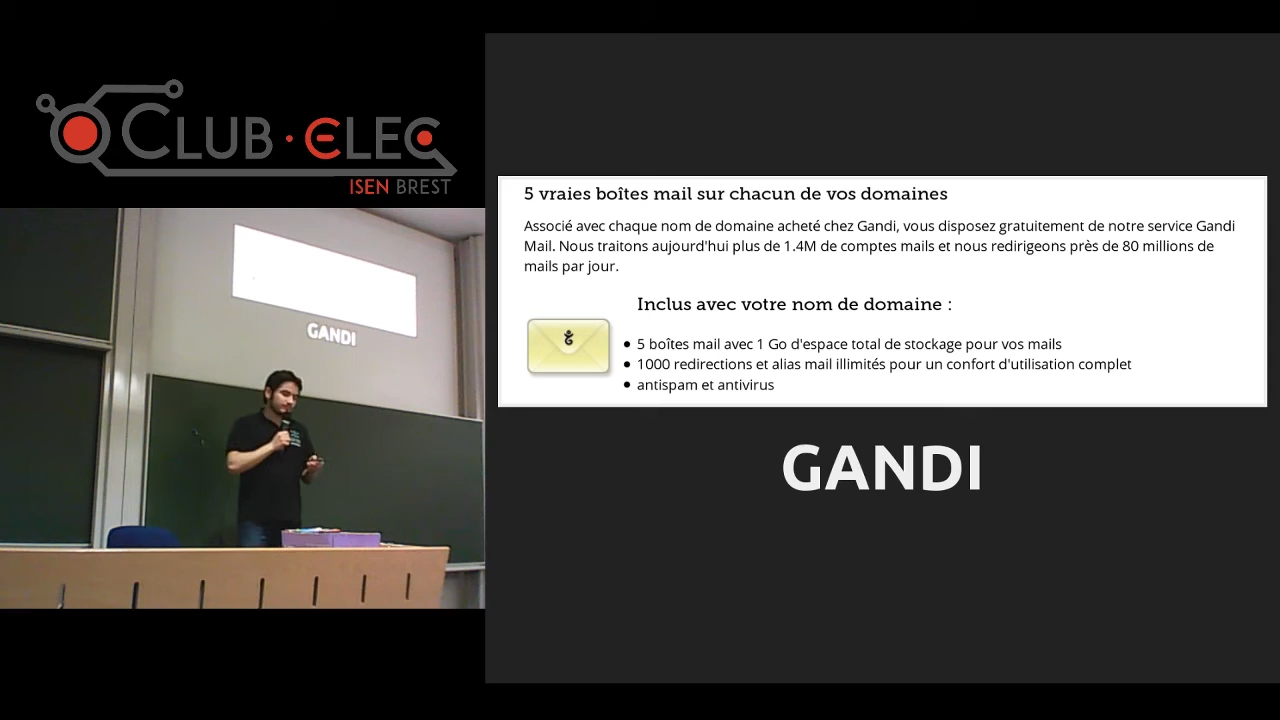 CLUB · ELEC
ISEN BREST
GANDI
5 vraies boîtes mail sur chacun de vos domaines
Associé avec chaque nom de domaine acheté chez Gandi, vous disposez gratuitement de notre service Gandi
Mail. Nous traitons aujourd'hui plus de 1.4M de comptes mails et nous redirigeons près de 80 millions de
mails par jour.
Inclus avec votre nom de domaine :
5 boîtes mail avec 1 Go d'espace total de stockage pour vos mails
1000 redirections et alias mail illimités pour un confort d'utilisation complet
antispam et antivirus
GANDI